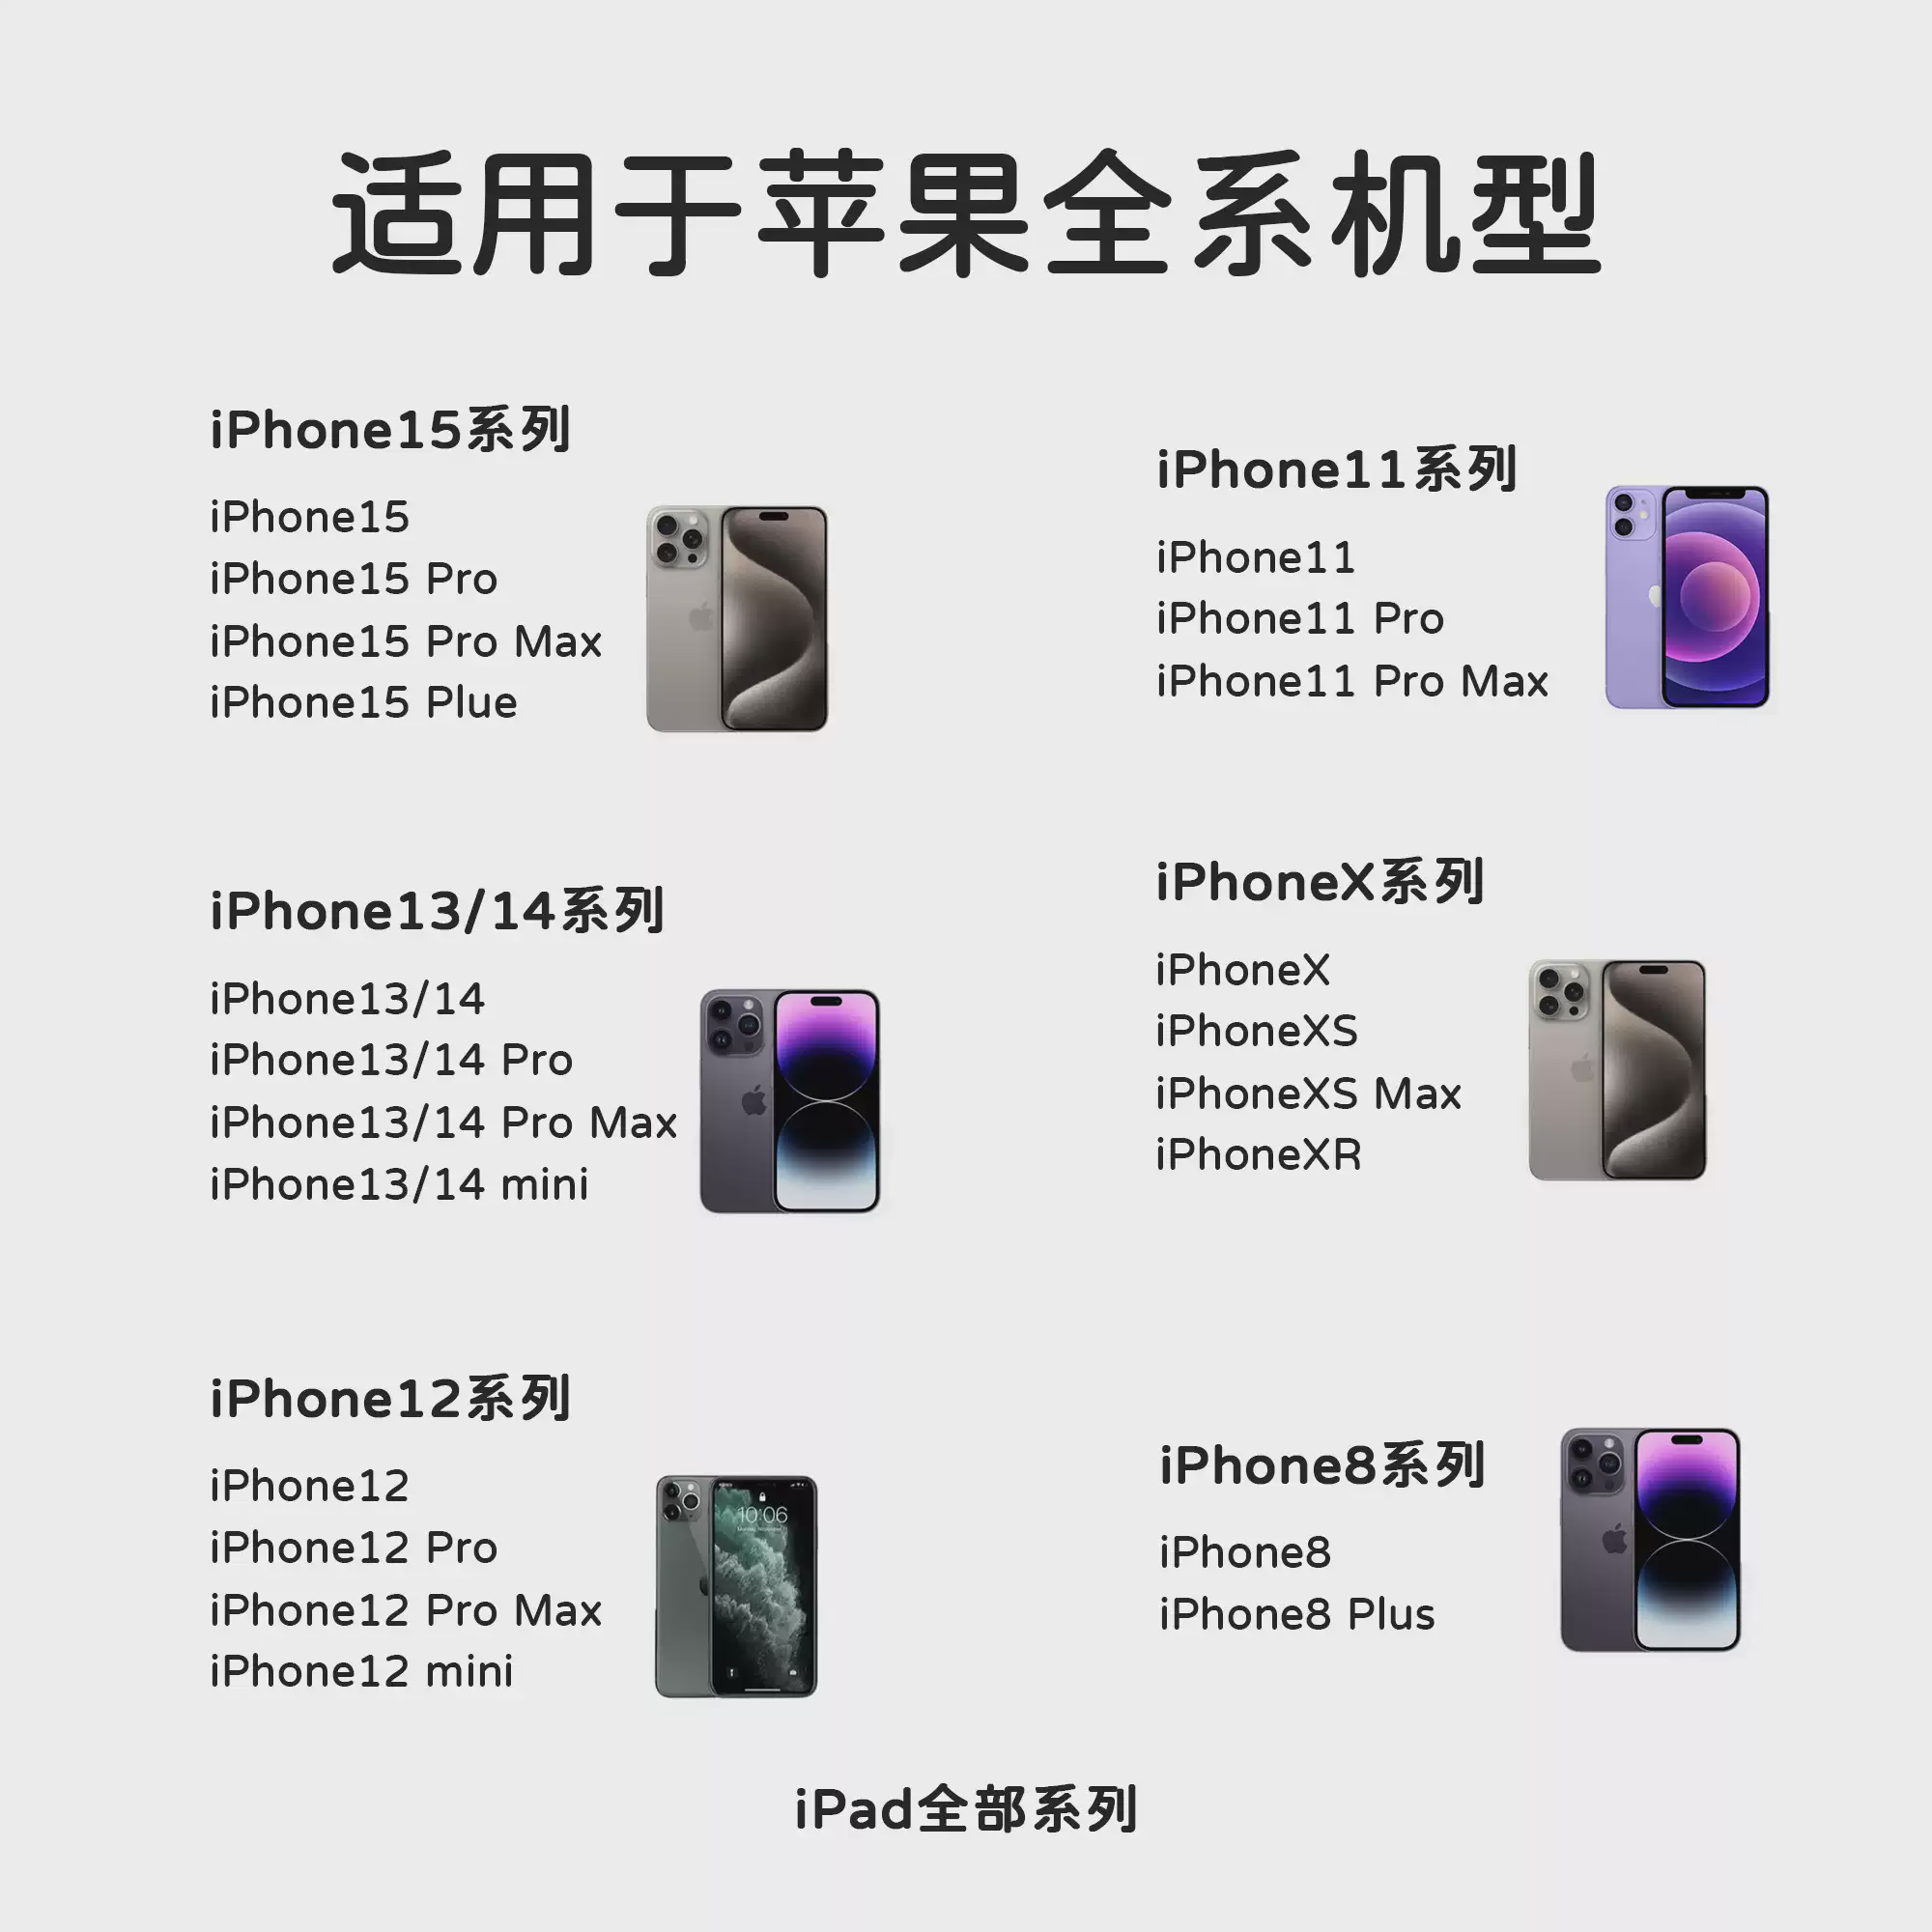 适用于苹果全系机型
iPhone15系列
iPhone15
iPhone15 Pro
iPhone15 Pro Max
iPhone15 Plue
iPhone11系列
iPhone11
iPhone11 Pro
iPhone11 Pro Max
iPhone13/14系列
iPhone13/14
iPhone13/14 Pro
iPhone13/14 Pro Max
iPhone13/14 mini
iPhoneX系列
iPhoneX
iPhoneXS
iPhoneXS Max
iPhoneXR
iPhone12系列
iPhone12
iPhone12 Pro
iPhone12 Pro Max
iPhone12 mini
10:06
iPhone8系列
iPhone8
iPhone8 Plus
iPad全部系列